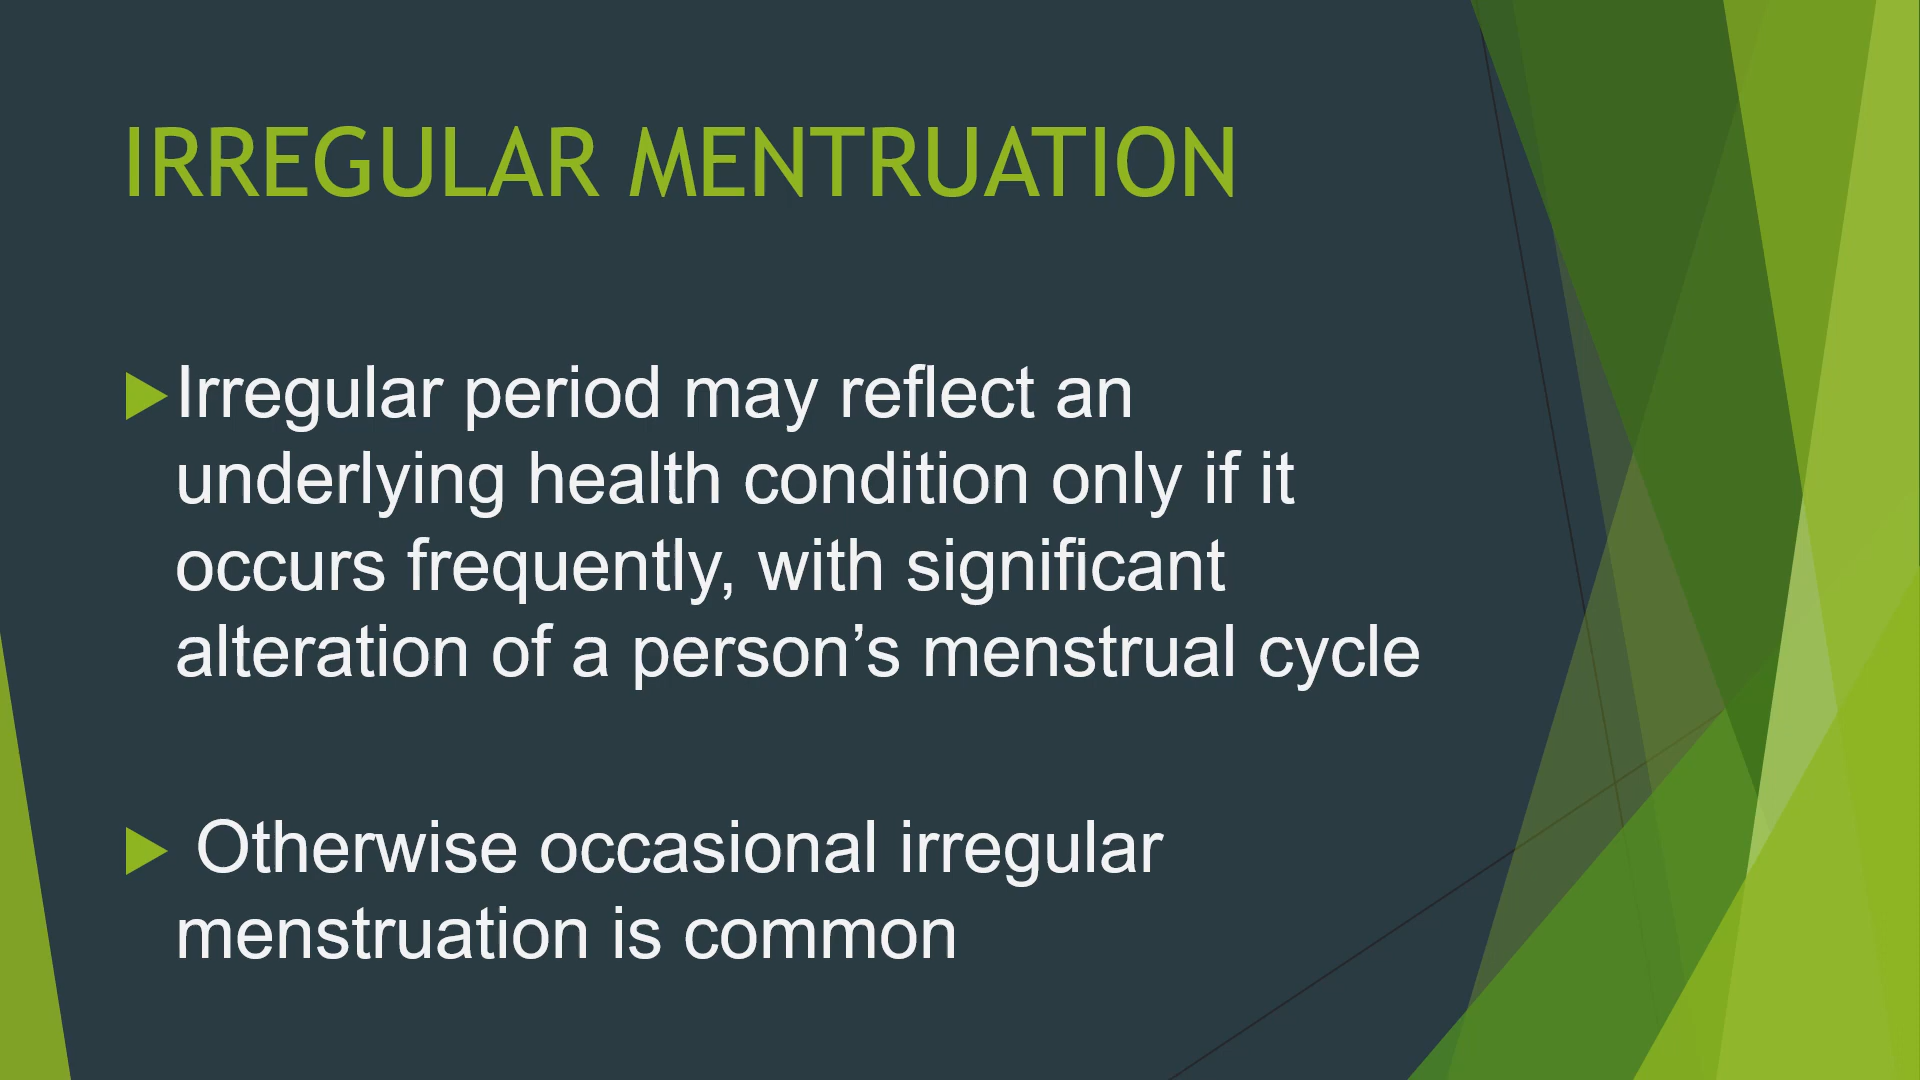 IRREGULAR MENTRUATION
Irregular period may reflect an
underlying health condition only if it
occurs frequently, with significant
alteration of a person’s menstrual cycle
Otherwise occasional irregular
menstruation is common